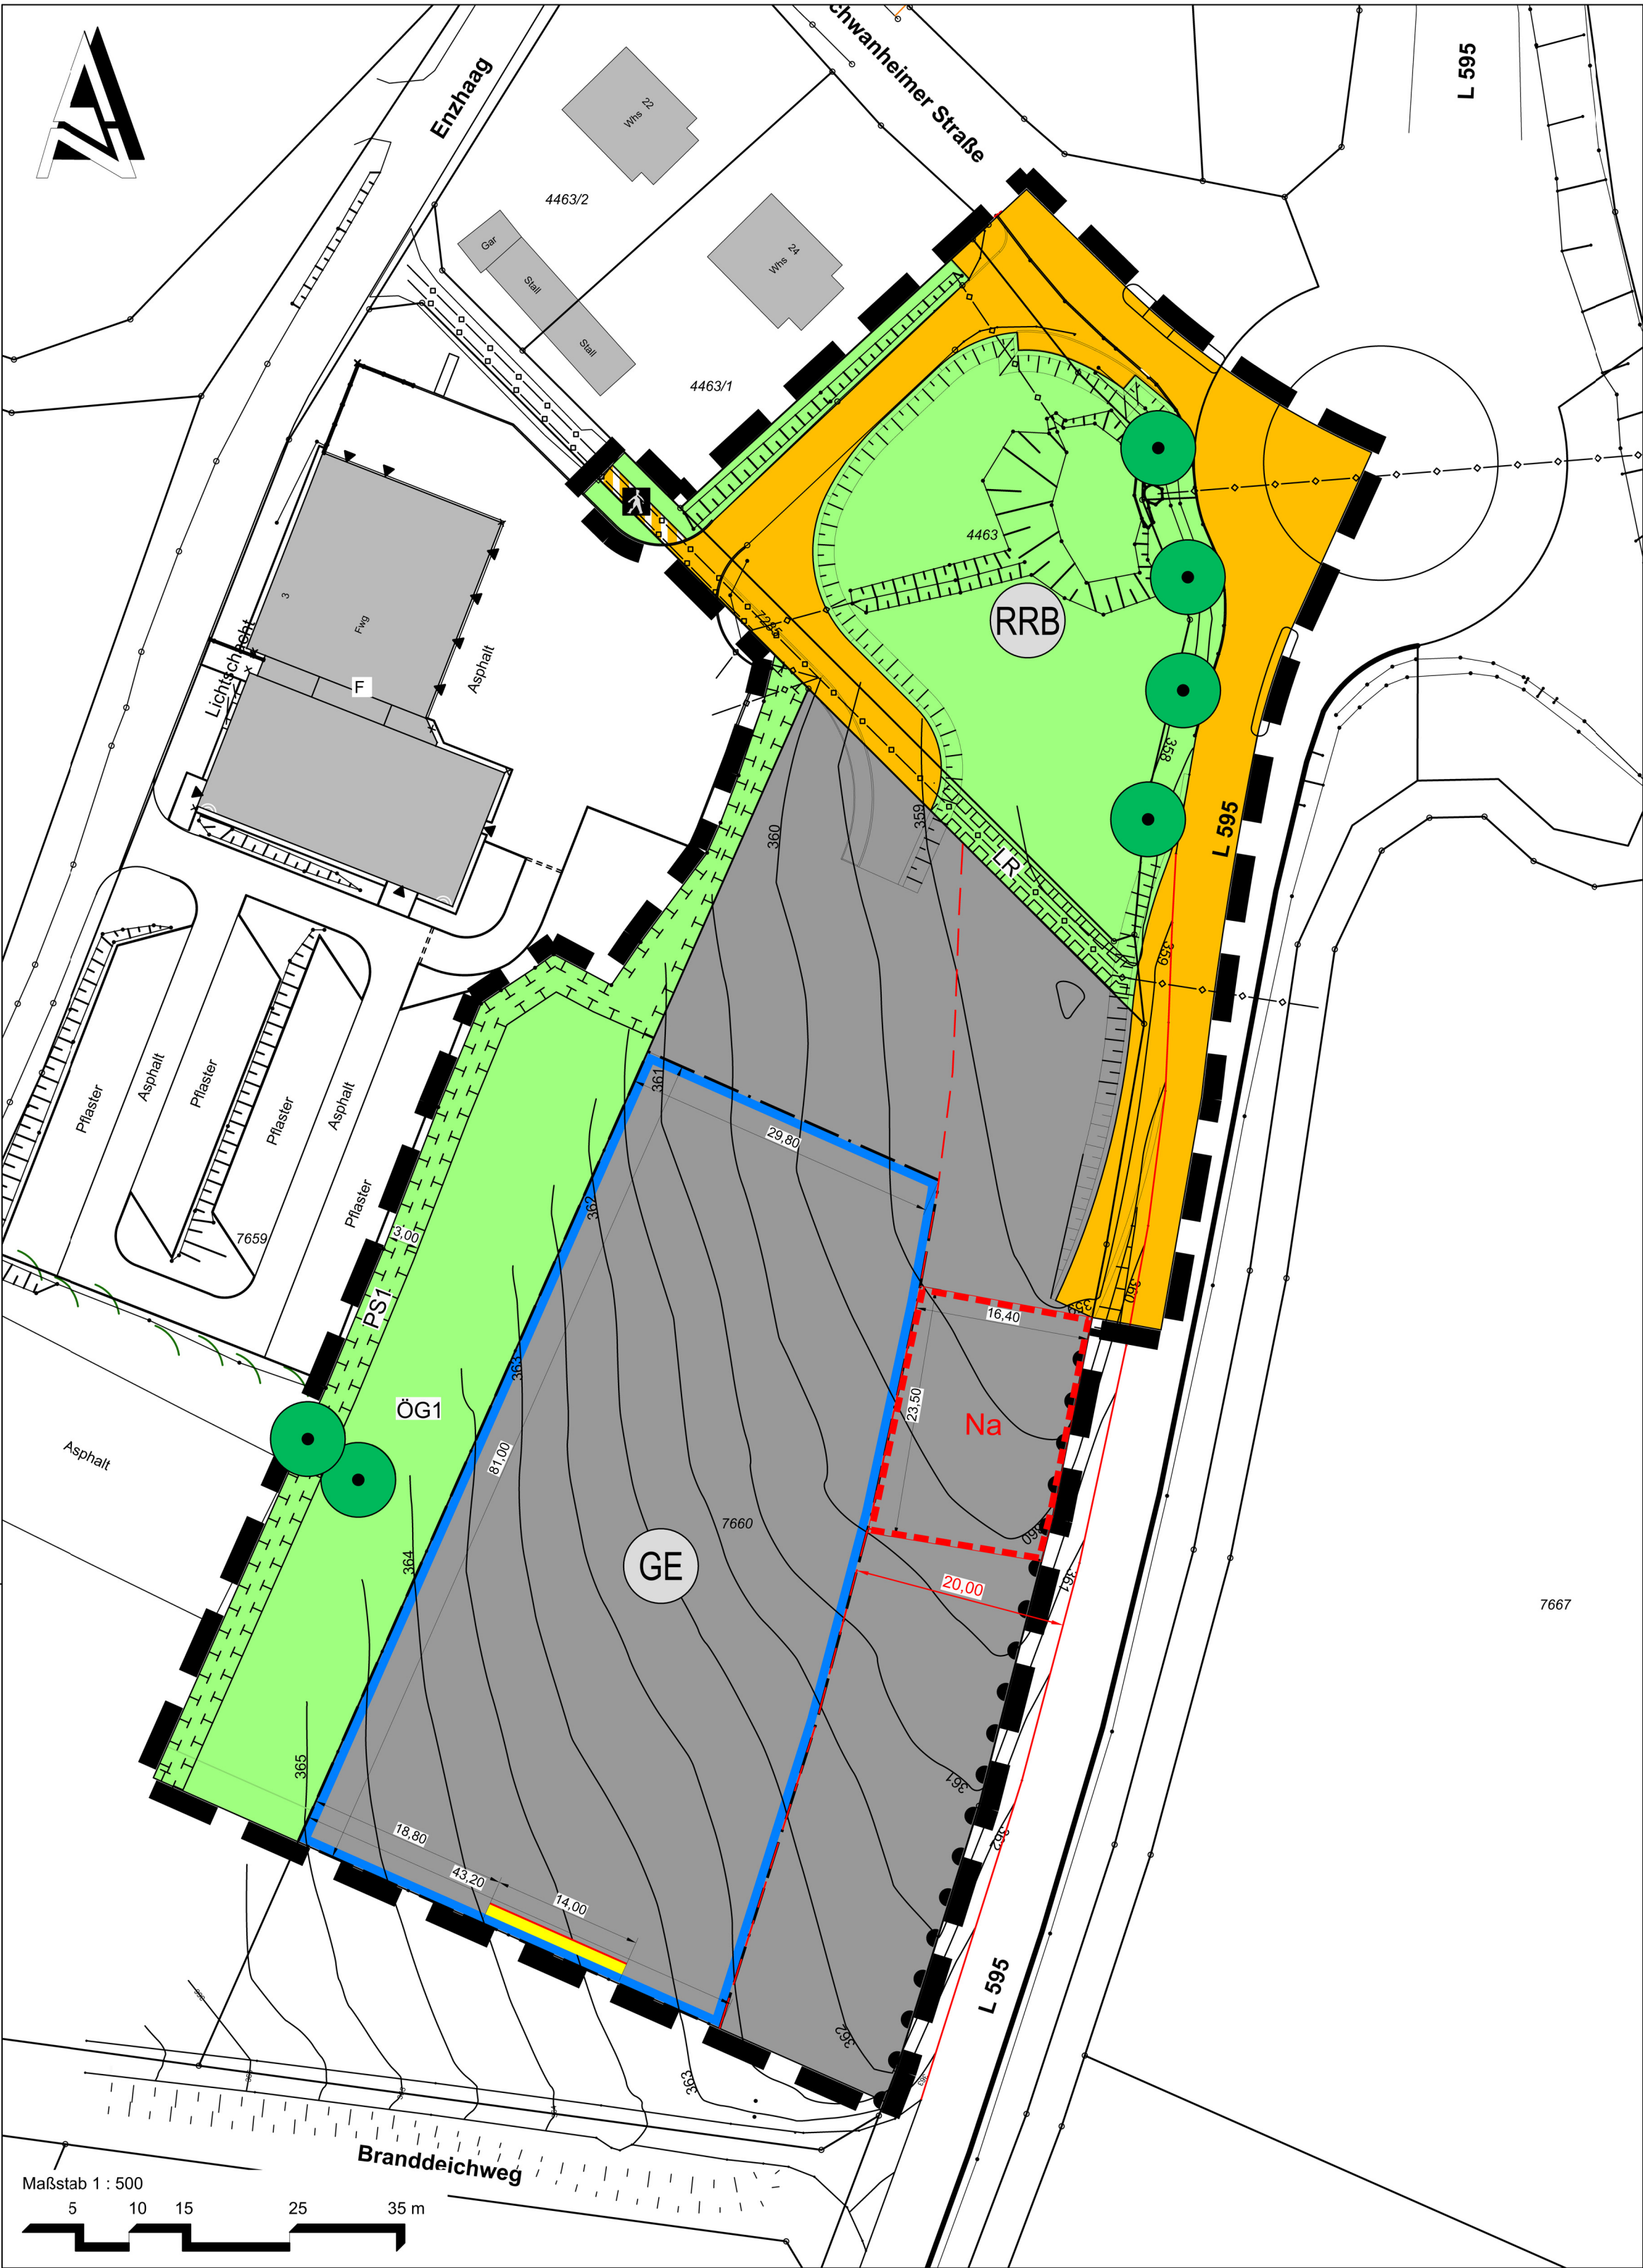 Enzhaag
chwanheimer Straße
L 595
Whs 22
4463/2
Whs 24
Gar
Stall
Stall
4463/1
4463
RRB
3
Fwg
Asphalt
Lichtschacht
F
7285
358
L 595
360
359
LR
359
Asphalt
Pflaster
Pflaster
Pflaster
Asphalt
Pflaster
7659
361
29,80
362
3,00
PS1
360
16,40
363
23,50
Na
ÖG1
81.00
Asphalt
7660
364
GE
360
20,00
361
7667
365
361
18,80
362
43,20
14,00
L 595
362
363
Branddeichweg
Maßstab 1 : 500
5 10 15 25 35 m